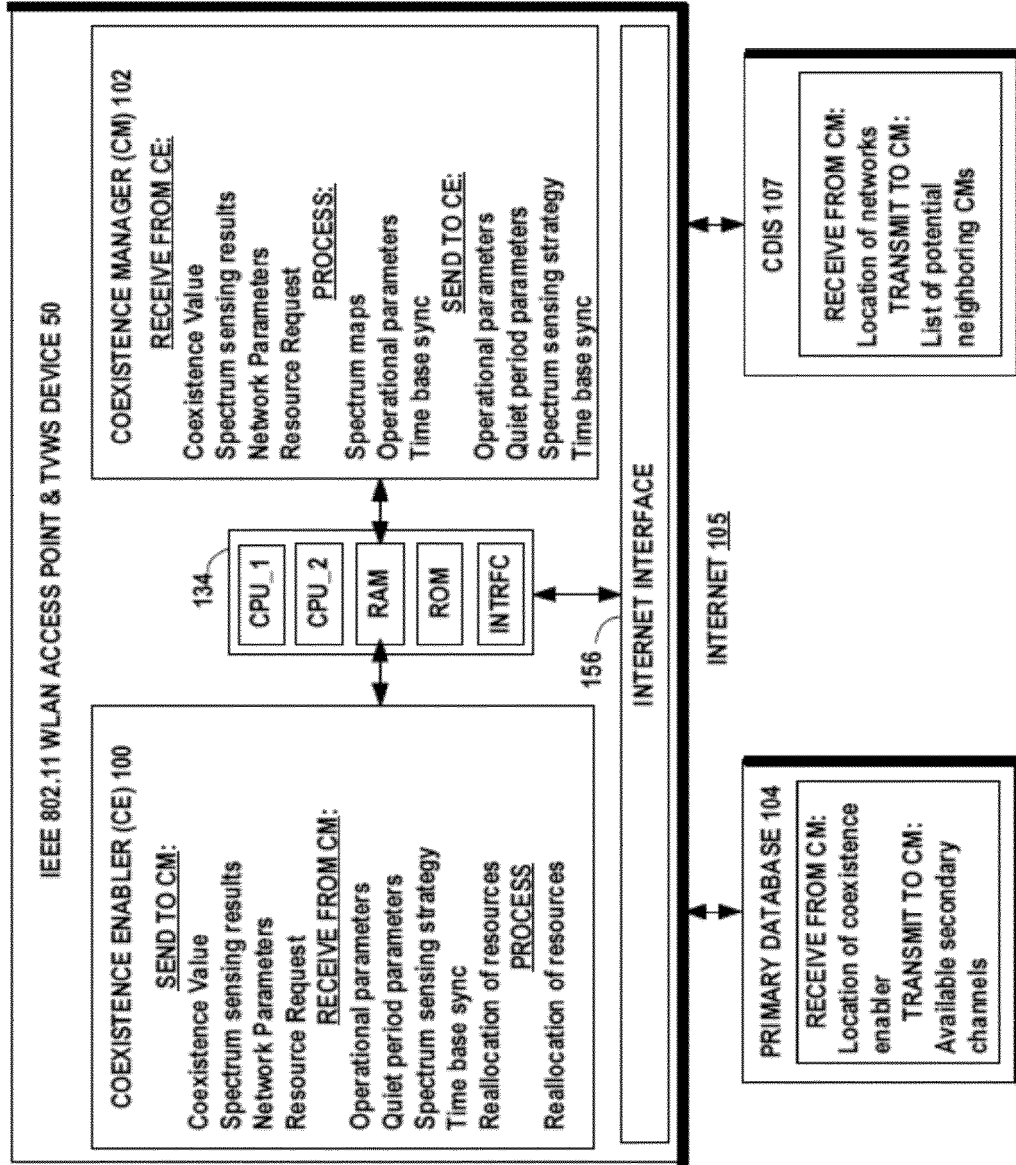 IEEE 802.11 WLAN ACCESS POINT & TVWS DEVICE 50
COEXISTENCE ENABLER (CE) 100
SEND TO CM:
Coexistence Value
Spectrum sensing results
Network Parameters
Resource Request
RECEIVE FROM CM:
Operational parameters
Quiet period parameters
Spectrum sensing strategy
Time base sync
Reallocation of resources
PROCESS
Reallocation of resources
134
CPU_1
CPU_2
RAM
ROM
INTRFC
COEXISTENCE MANAGER (CM) 102
RECEIVE FROM CE:
Coexistence Value
Spectrum sensing results
Network Parameters
Resource Request
PROCESS:
Spectrum maps
Operational parameters
Time base sync
SEND TO CE:
Operational parameters
Quiet period parameters
Spectrum sensing strategy
Time base sync
156
INTERNET INTERFACE
INTERNET 105
PRIMARY DATABASE 104
RECEIVE FROM CM:
Location of coexistence
enabler
TRANSMIT TO CM:
Available secondary
channels
CDIS 107
RECEIVE FROM CM:
Location of networks
TRANSMIT TO CM:
List of potential
neighboring CMs